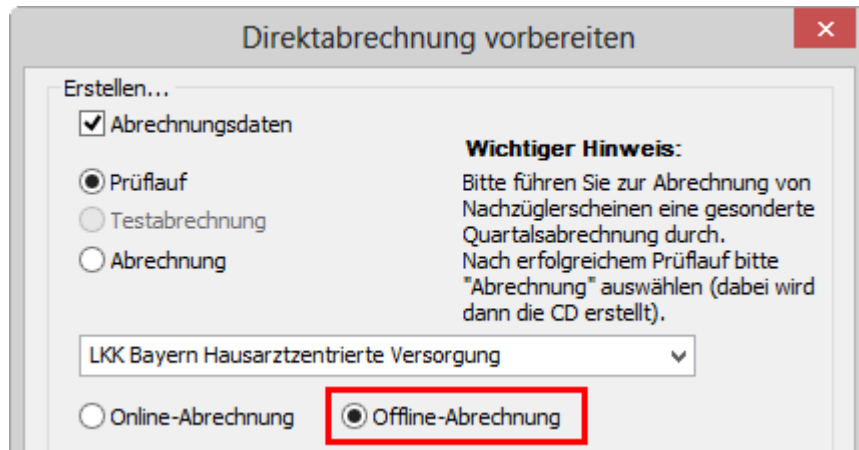 Direktabrechnung vorbereiten
Erstellen...
Abrechnungsdaten
Prüflauf
Testabrechnung
Abrechnung
Wichtiger Hinweis:
Bitte führen Sie zur Abrechnung von
Nachzüglerscheinen eine gesonderte
Quartalsabrechnung durch.
Nach erfolgreichem Prüflauf bitte
"Abrechnung" auswählen (dabei wird
dann die CD erstellt).
LKK Bayern Hausarztzentrierte Versorgung
Online-Abrechnung
Offline-Abrechnung